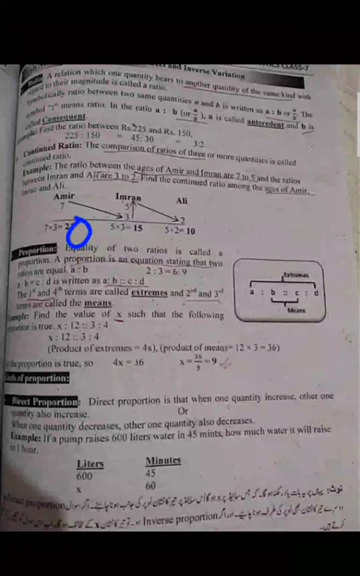 ct and Inverse Variation
ICS CLASS-7
Ratio: A relation which one quantity bears to another quantity of the same kind with
regard to their magnitude is called a ratio.
Symbolically ratio between two same quantities a and b is written as a : b or a/b. The
symbol ":" means ratio. In the ratio a : b (or a/b), a is called antecedent and b is
called Consequent.
Example: Find the ratio between Rs.225 and Rs. 150.
225 : 150 = 45: 30 = 3:2
Continued Ratio: The comparison of ratios of three or more quantities is called
continued ratio.
Example: The ratio between the ages of Amir and Imran are 7 to 5 and the ratios
between Imran and Ali are 3 to 2. Find the continued ratio among the ages of Amir,
Imran and Ali.
Amir Imran Ali
7 5
3 2
7×3= 2 5×3= 15 5×2= 10
Proportion: Equality of two ratios is called a
proportion. A proportion is an equation stating that two
ratios are equal. a : b 2 : 3 = 6: 9
a : b = c : d is written as a: b :: c : d
The 1st and 4th terms are called extremes and 2nd and 3rd
terms are called the means
Extremes
a : b :: c : d
Means
Example: Find the value of x such that the following
proportion is true. x : 12 :: 3 : 4
x : 12 :: 3 : 4
(Product of extremes = 4x), (product of means= 12 × 3 = 36)
the proportion is true, so 4x = 36 x = 36/4 = 9
Kinds of proportion:
Direct Proportion: Direct proportion is that when one quantity increase, other one
quantity also increase.
Or
When one quantity decreases, other one quantity also decreases.
Example: If a pump raises 600 liters water in 45 mints, how much water it will raise
in 1 hour.
Liters Minutes
600 45
x 60
Inverse proportion